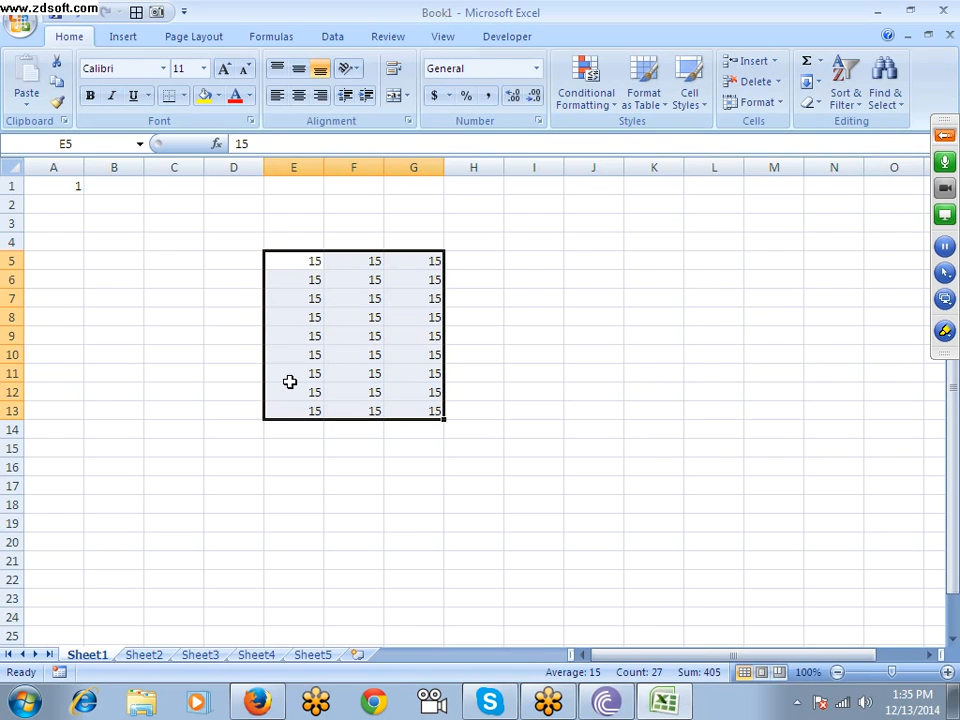 www.zdsoft.com
Book1 - Microsoft Excel
Home Insert Page Layout Formulas Data Review View Developer
Paste
Calibri 11
General
Conditional Formatting
Format as Table
Cell Styles
Insert
Delete
Format
Sort & Filter
Find & Select
Clipboard Font Alignment Number Styles Cells Editing
E5 fx 15
A B C D E F G H I J K L M N O
1 1
2
3
4
5 15 15 15
6 15 15 15
7 15 15 15
8 15 15 15
9 15 15 15
10 15 15 15
11 15 15 15
12 15 15 15
13 15 15 15
14
15
16
17
18
19
20
21
22
23
24
25
Sheet1 Sheet2 Sheet3 Sheet4 Sheet5
Ready Average: 15 Count: 27 Sum: 405 100%
1:35 PM
12/13/2014